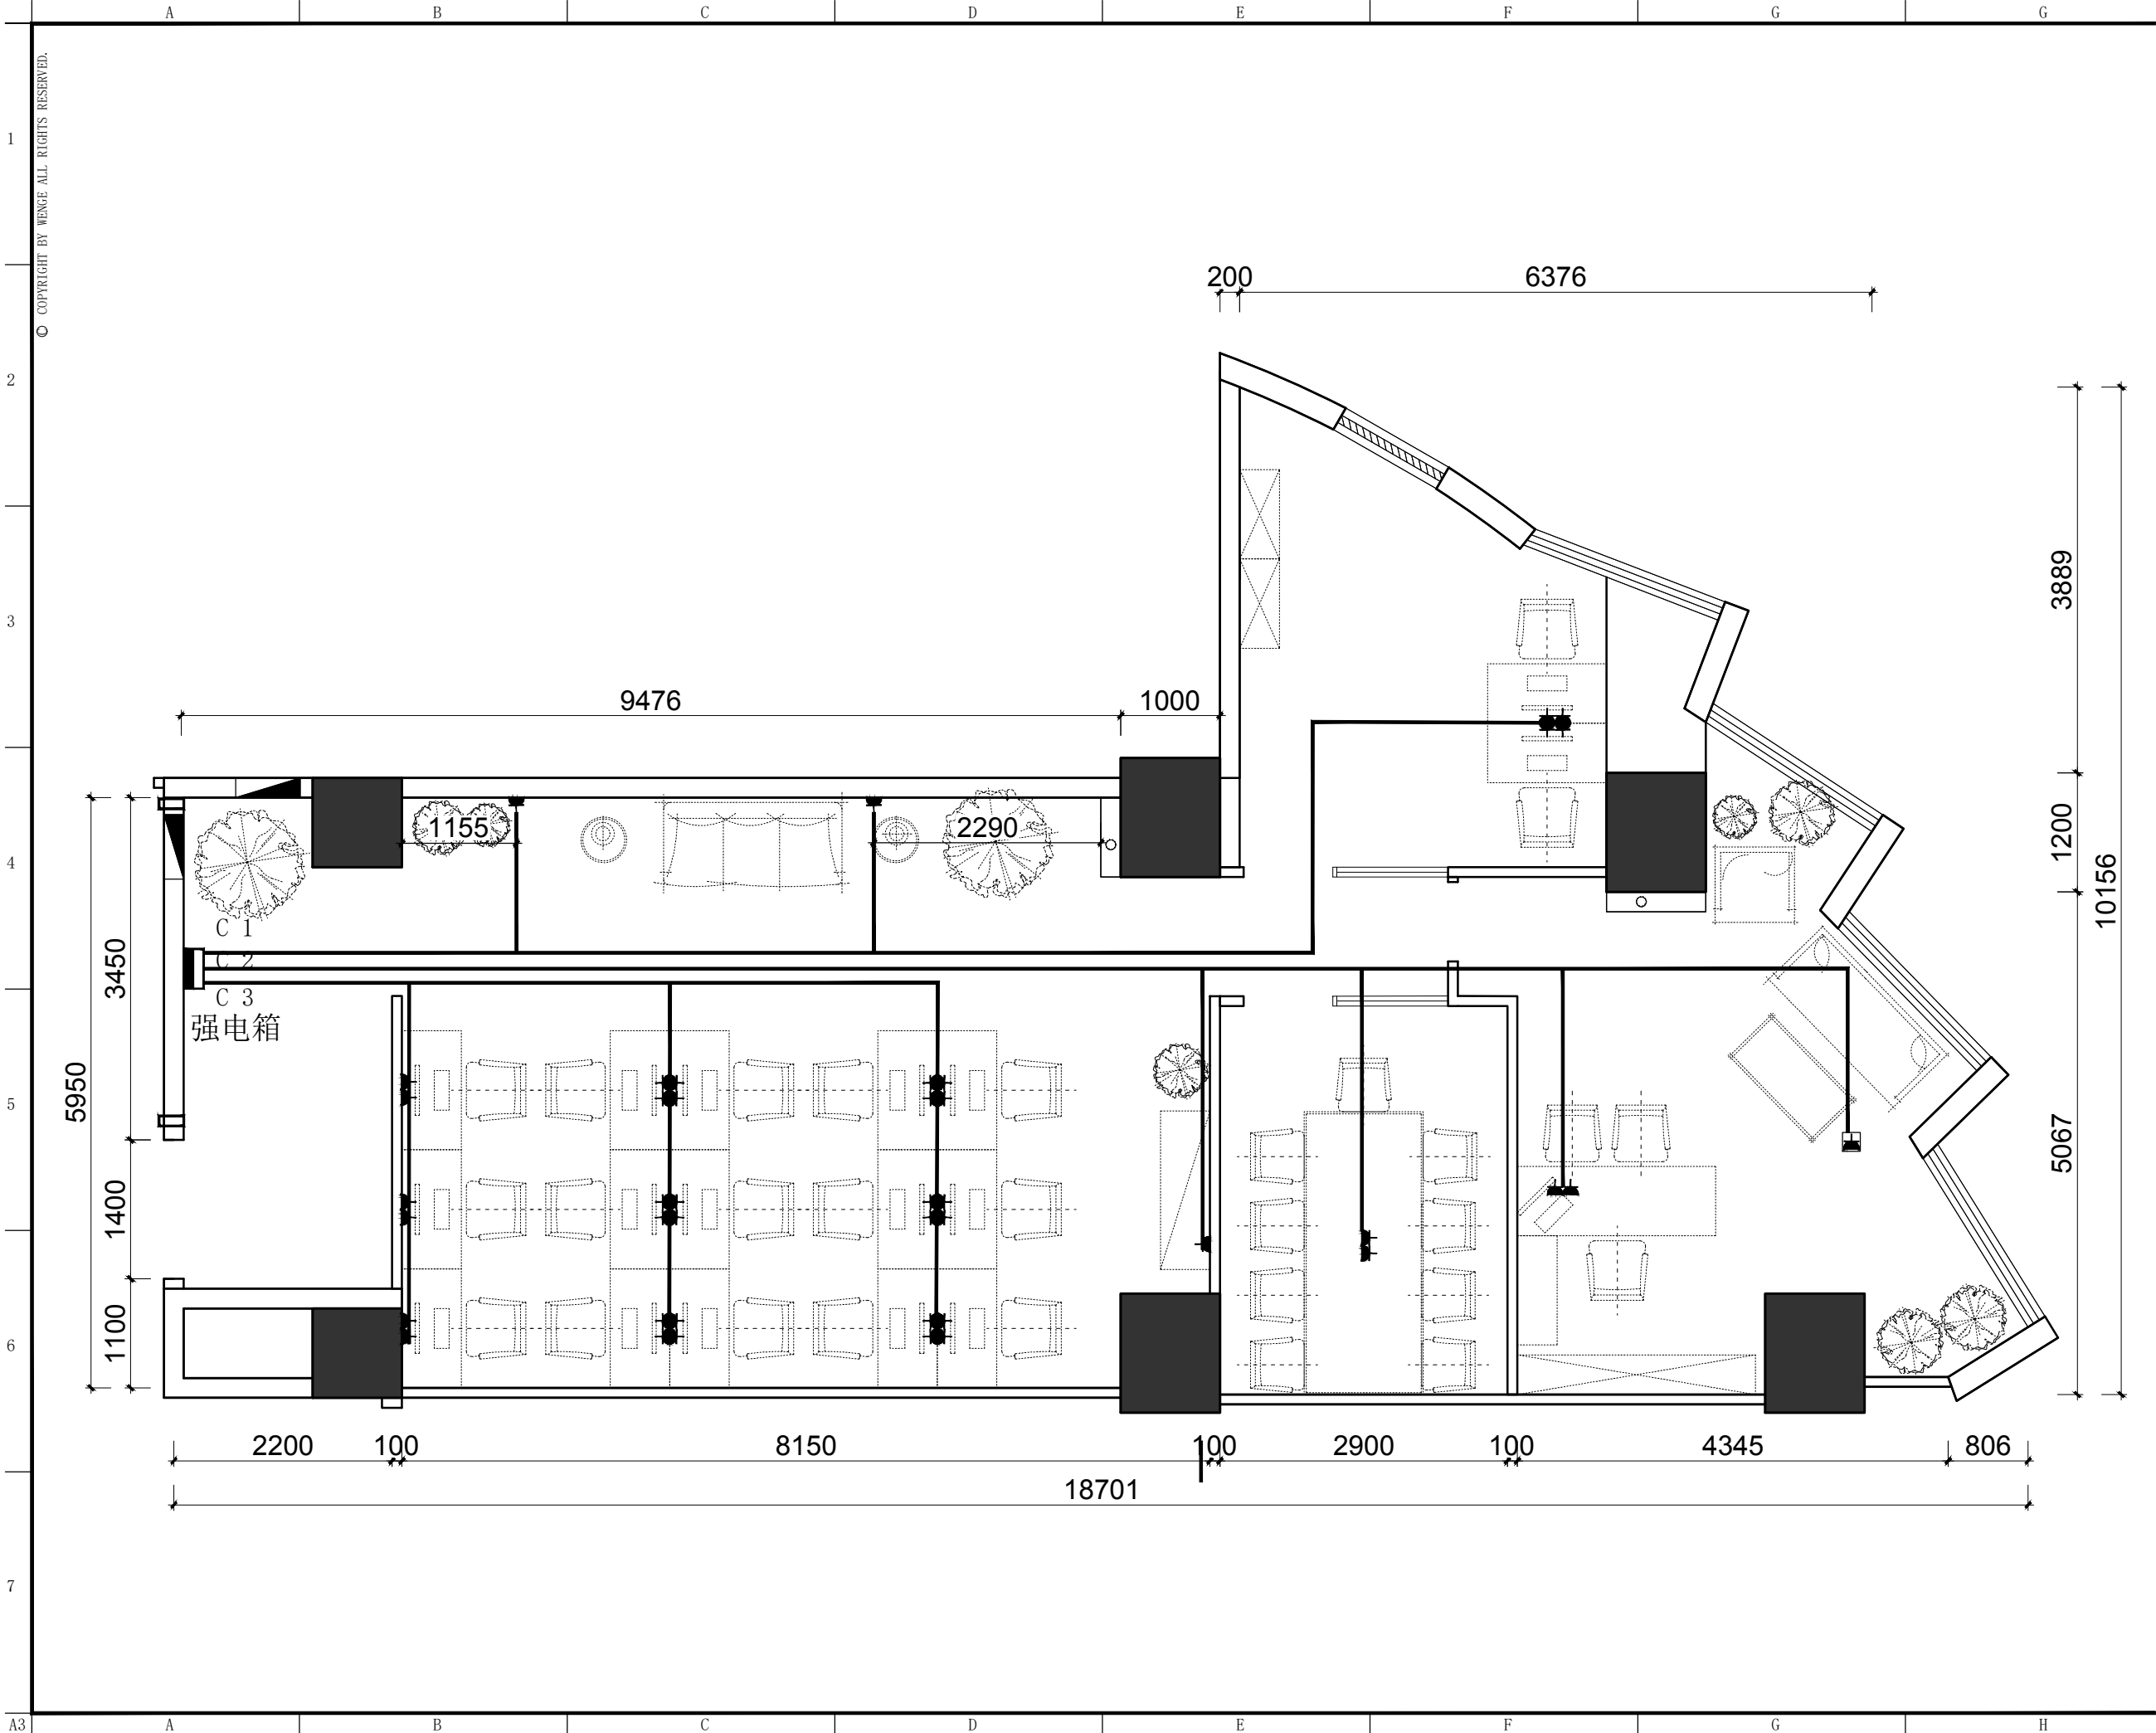 A B C D E F G G
© COPYRIGHT BY WENGE ALL RIGHTS RESERVED.
1
200 6376
2
3889
3
9476 1000
1155 2290
1200
4
10156
C 1
C 2
3450
C 3
强电箱
5950
5
5067
1400
1100
6
2200 100 8150 100 2900 100 4345 806
18701
7
A3 A B C D E F G H